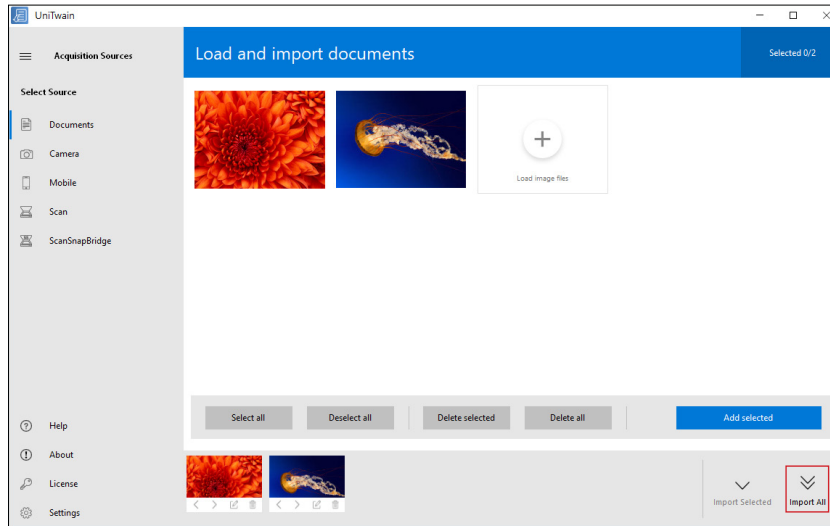 UniTwain
Acquisition Sources
Load and import documents
Selected 0/2
Select Source
Documents
Camera
Mobile
Scan
ScanSnapBridge
Load image files
Select all
Deselect all
Delete selected
Delete all
Add selected
Help
About
License
Settings
Import Selected
Import All